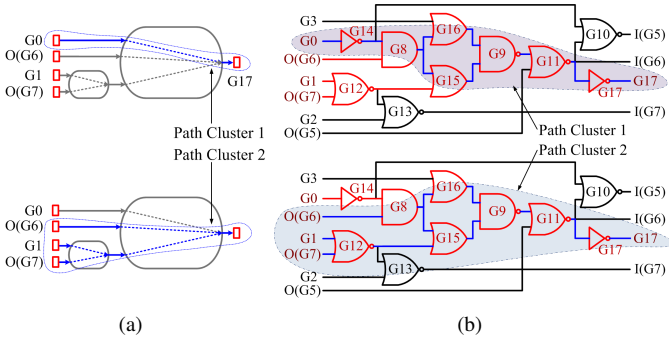 G0
O(G6)
G1
O(G7)
G17
Path Cluster 1
Path Cluster 2
G0
O(G6)
G1
O(G7)
G17
(a)
G3
G0
O(G6)
G1
O(G7)
G2
O(G5)
G14
G8
G16
G15
G9
G11
G10
G12
G13
G17
I(G5)
I(G6)
G17
I(G7)
Path Cluster 1
Path Cluster 2
G3
G0
O(G6)
G1
O(G7)
G2
O(G5)
G14
G8
G16
G15
G9
G11
G10
G12
G13
G17
I(G5)
I(G6)
G17
I(G7)
(b)